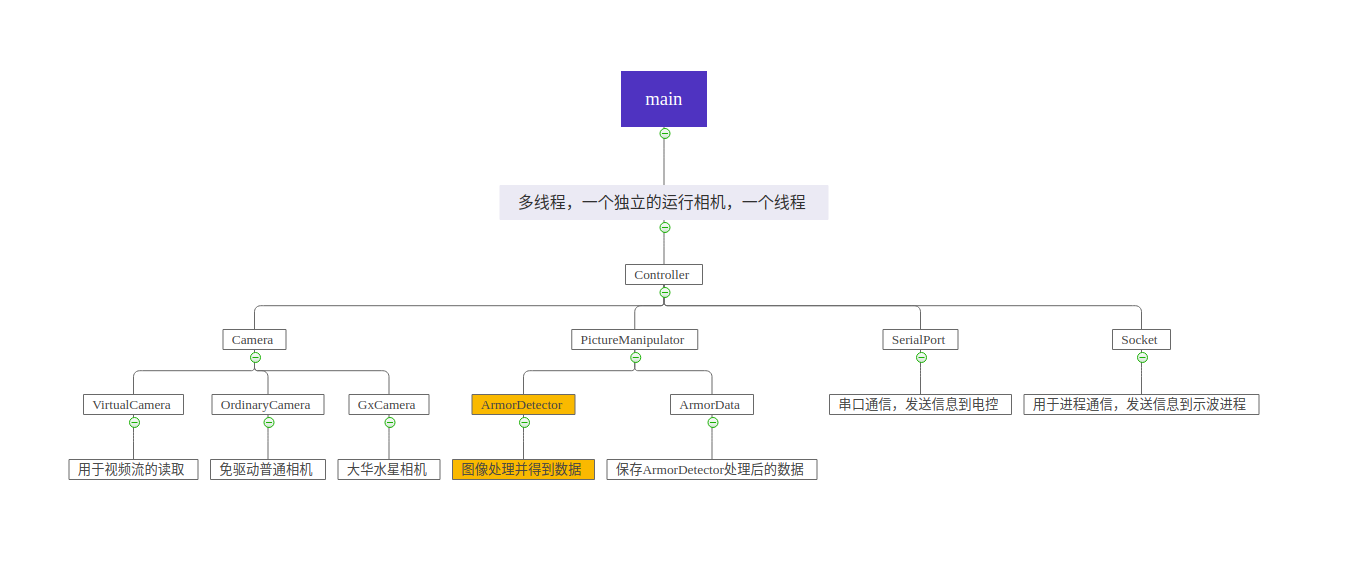 main
多线程，一个独立的运行相机，一个线程
Controller
Camera
PictureManipulator
SerialPort
Socket
VirtualCamera
OrdinaryCamera
GxCamera
ArmorDetector
ArmorData
串口通信，发送信息到电控
用于进程通信，发送信息到示波进程
用于视频流的读取
免驱动普通相机
大华水星相机
图像处理并得到数据
保存ArmorDetector处理后的数据